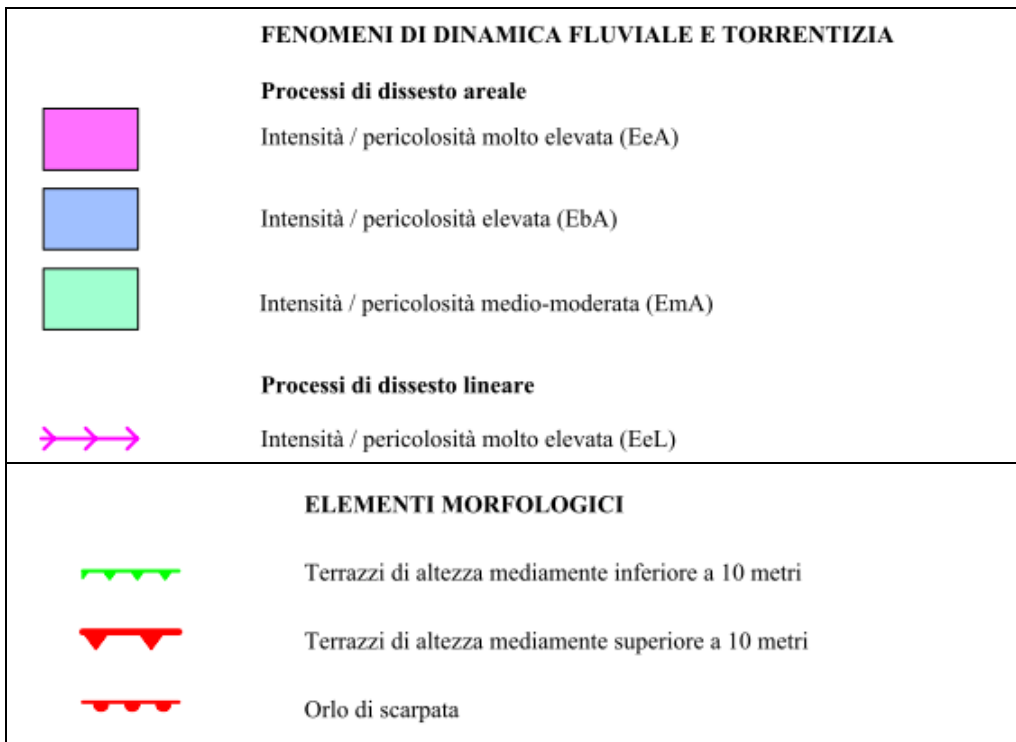 FENOMENI DI DINAMICA FLUVIALE E TORRENTIZIA
Processi di dissesto areale
Intensità / pericolosità molto elevata (EeA)
Intensità / pericolosità elevata (EbA)
Intensità / pericolosità medio-moderata (EmA)
Processi di dissesto lineare
Intensità / pericolosità molto elevata (EeL)
ELEMENTI MORFOLOGICI
Terrazzi di altezza mediamente inferiore a 10 metri
Terrazzi di altezza mediamente superiore a 10 metri
Orlo di scarpata